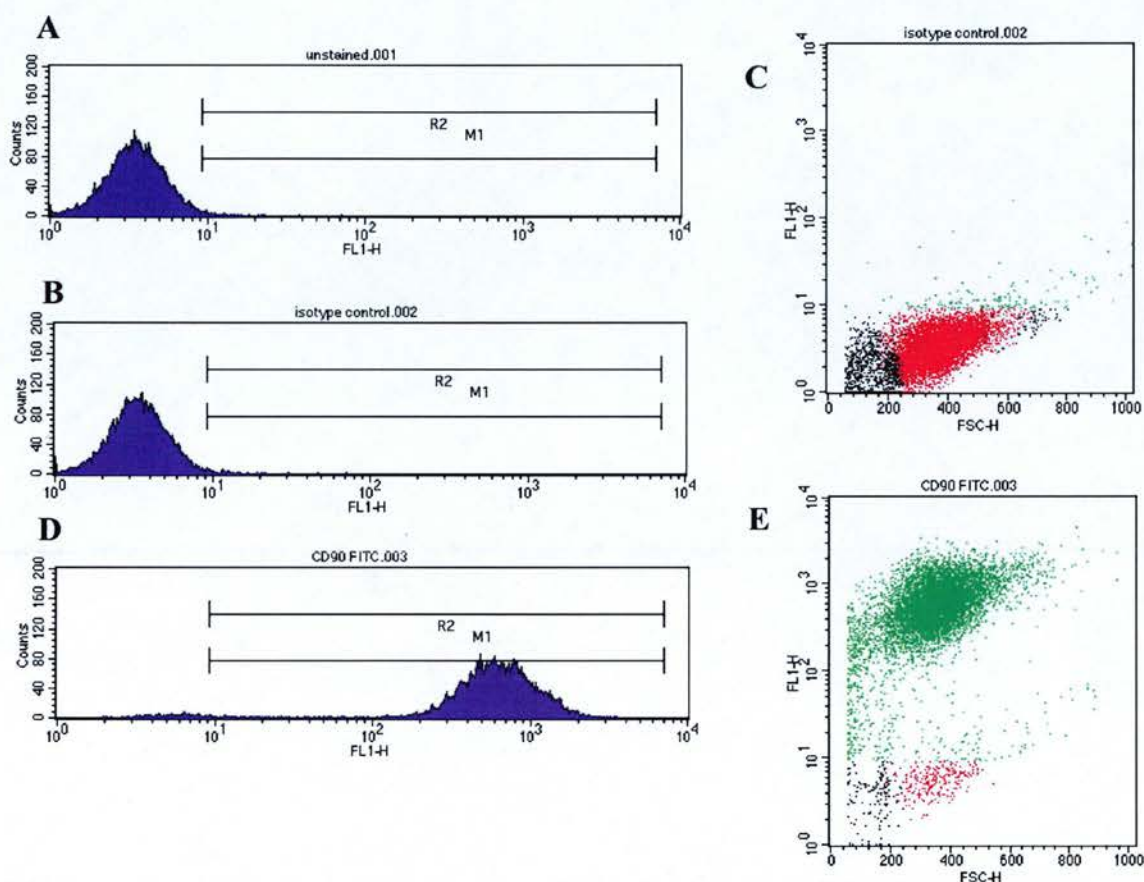 A
unstained.001
Counts
200
160
120
80
40
0
R2
M1
10^0 10^1 10^2 10^3 10^4
FL1-H
B
isotype control.002
Counts
200
160
120
80
40
0
R2
M1
10^0 10^1 10^2 10^3 10^4
FL1-H
D
CD90 FITC.003
Counts
200
160
120
80
40
0
R2
M1
10^0 10^1 10^2 10^3 10^4
FL1-H
C
isotype control.002
FL1-H
10^4
10^3
10^2
10^1
10^0
0 200 400 600 800 1000
FSC-H
E
CD90 FITC.003
FL1-H
10^4
10^3
10^2
10^1
10^0
0 200 400 600 800 1000
FSC-H